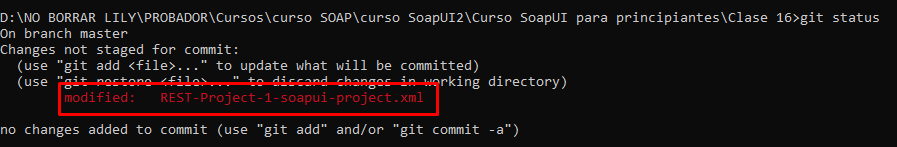 D:\NO BORRAR LILY\PROBADOR\Cursos\curso SOAP\curso SoapUI2\Curso SoapUI para principiantes\Clase 16>git status
On branch master
Changes not staged for commit:
  (use "git add <file>..." to update what will be committed)
  (use "git restore <file>..." to discard changes in working directory)
        modified:   REST-Project-1-soapui-project.xml
no changes added to commit (use "git add" and/or "git commit -a")